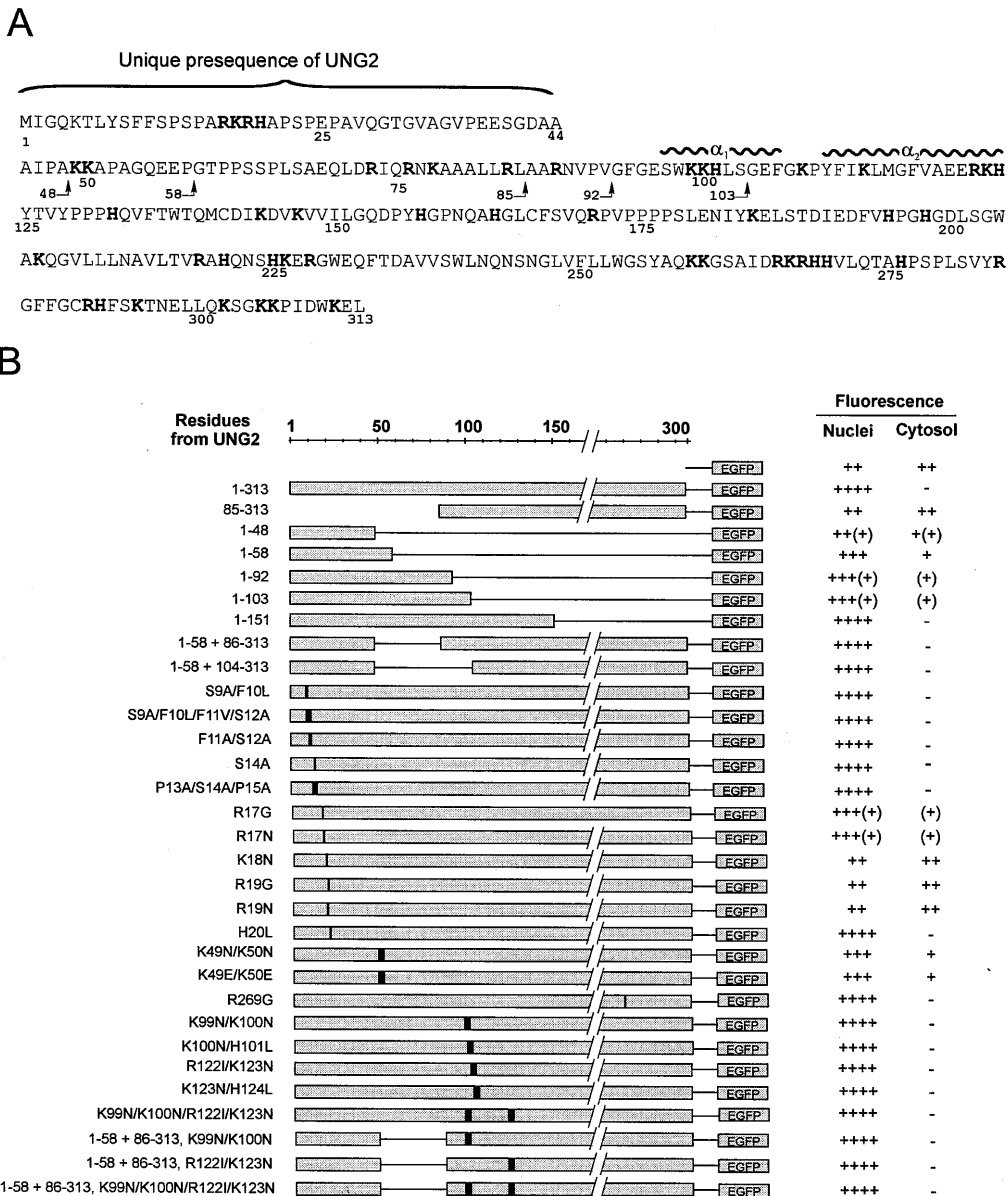 A
Unique presequence of UNG2
MIGQKTLYSFFSPSPARKRHAPSPEPAVQGTGVAGVPEESGDAA
1 25 44
α1 α2
AIPAKKAPAGQEEPGTPPSSPLSAEQLDRIQRNKAAALLRLAARNVPVGFGESWKKHLSGEFGKPYFIKLMGFVAEERKH
48 50 58 75 85 92 100 103
YTVYPPPHQVFTWTQMCDIKDVKVVILGQDPYHGPNQAHGLCFSVQRPVPPPPSLENIYKELSTDIEDFVHPGHGDLSGW
125 150 175 200
AKQGVLLLNAVLTVRAHQNSHKERGWEQFTDAVVSWLNQNSNGLVFLLWGSYAQKKGSAIDRKRHHVLQTAHPSPLSVYR
225 250 275
GFFGCRHFSKTNELLQKSGKKPIDWKEL
300 313
B
Fluorescence
Residues from UNG2 1 50 100 150 300 Nuclei Cytosol
EGFP ++ ++
1-313 EGFP ++++ -
85-313 EGFP ++ ++
1-48 EGFP ++(+) +(+)
1-58 EGFP +++ +
1-92 EGFP +++(+) (+)
1-103 EGFP +++(+) (+)
1-151 EGFP ++++ -
1-58 + 86-313 EGFP ++++ -
1-58 + 104-313 EGFP ++++ -
S9A/F10L EGFP ++++ -
S9A/F10L/F11V/S12A EGFP ++++ -
F11A/S12A EGFP ++++ -
S14A EGFP ++++ -
P13A/S14A/P15A EGFP ++++ -
R17G EGFP +++(+) (+)
R17N EGFP +++(+) (+)
K18N EGFP ++ ++
R19G EGFP ++ ++
R19N EGFP ++ ++
H20L EGFP ++++ -
K49N/K50N EGFP +++ +
K49E/K50E EGFP +++ +
R269G EGFP ++++ -
K99N/K100N EGFP ++++ -
K100N/H101L EGFP ++++ -
R122I/K123N EGFP ++++ -
K123N/H124L EGFP ++++ -
K99N/K100N/R122I/K123N EGFP ++++ -
1-58 + 86-313, K99N/K100N EGFP ++++ -
1-58 + 86-313, R122I/K123N EGFP ++++ -
1-58 + 86-313, K99N/K100N/R122I/K123N EGFP ++++ -